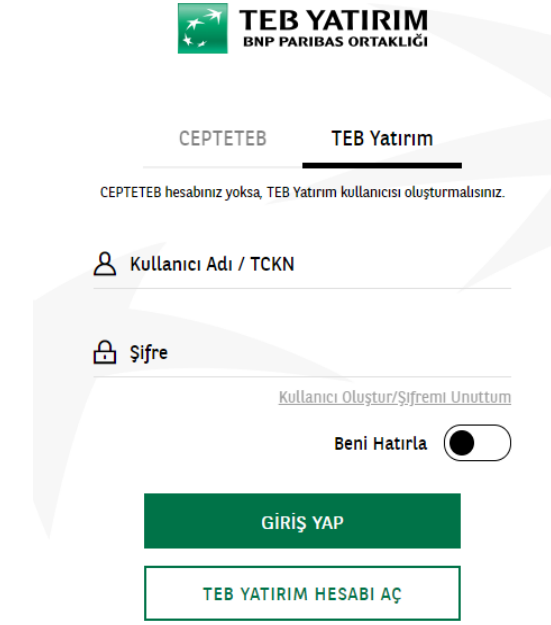 TEB YATIRIM
BNP PARIBAS ORTAKLIĞI
CEPTETEB TEB Yatırım
CEPTETEB hesabınız yoksa, TEB Yatırım kullanıcısı oluşturmalısınız.
Kullanıcı Adı / TCKN
Şifre
Kullanıcı Oluştur/Şifremi Unuttum
Beni Hatırla
GİRİŞ YAP
TEB YATIRIM HESABI AÇ